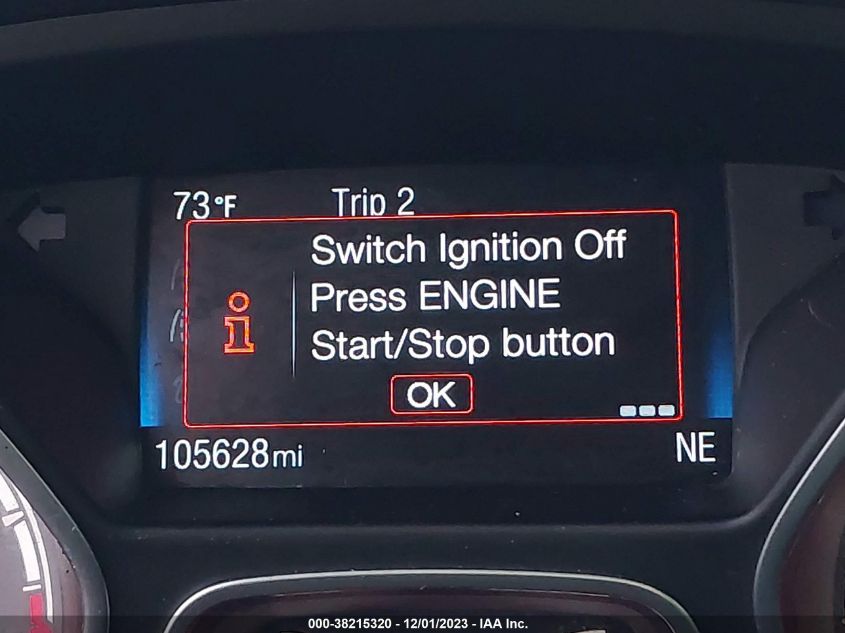 73°F Trip 2
Switch Ignition Off
Press ENGINE
Start/Stop button
OK
105628mi NE
000-38215320 - 12/01/2023 - IAA Inc.